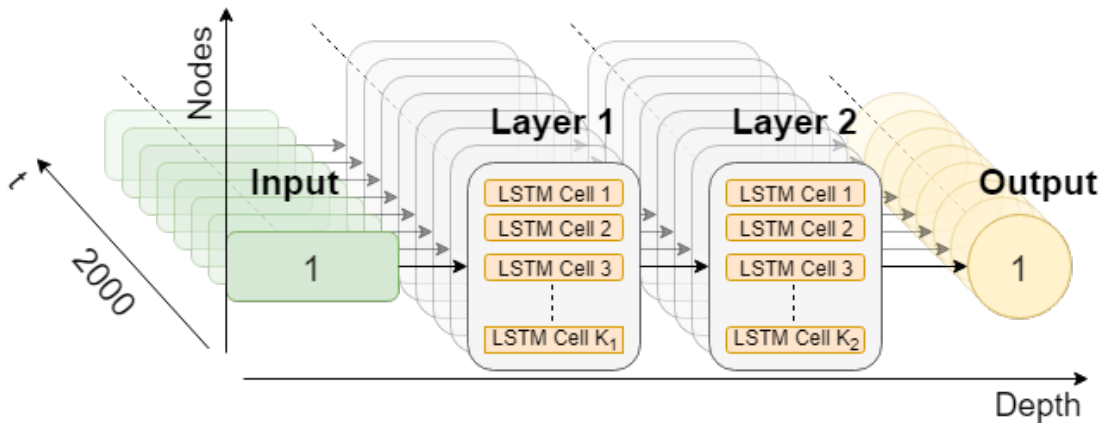 Nodes
Layer 1
Layer 2
Input
Output
t
2000
1
LSTM Cell 1
LSTM Cell 2
LSTM Cell 3
LSTM Cell K₁
LSTM Cell 1
LSTM Cell 2
LSTM Cell 3
LSTM Cell K₂
1
Depth